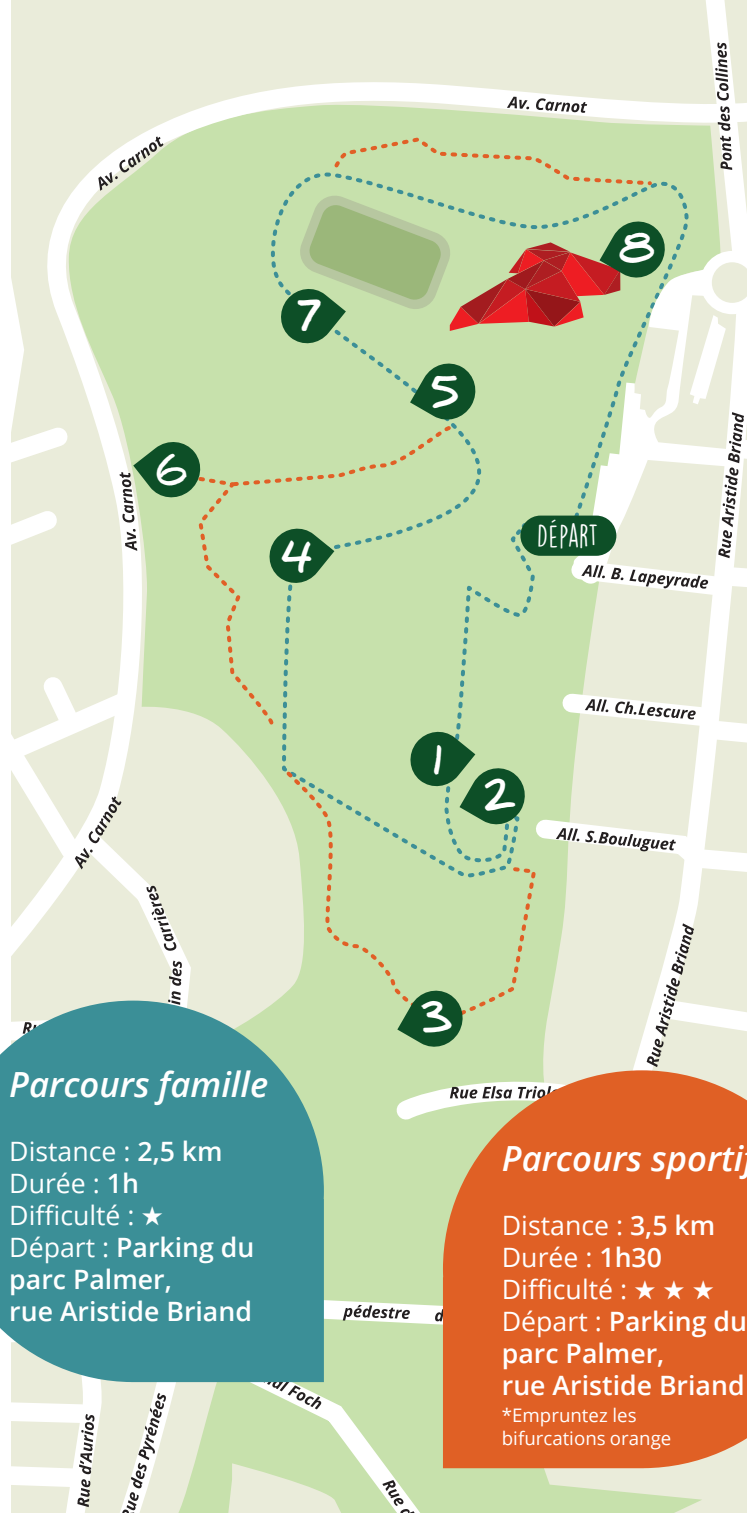 Pont des Collines
Av. Carnot
Av. Carnot
8
7
5
6
Av. Carnot
Rue Aristide Briand
DÉPART
4
All. B. Lapeyrade
All. Ch.Lescure
1
2
All. S.Bouluguet
Av. Carnot
Carrières
des
Rue Aristide Briand
3
Rue Elsa Triol
Parcours famille
Distance : 2,5 km
Durée : 1h
Difficulté : ★
Départ : Parking du
parc Palmer,
rue Aristide Briand
Parcours sportif
Distance : 3,5 km
Durée : 1h30
Difficulté : ★ ★ ★
Départ : Parking du
parc Palmer,
rue Aristide Briand
*Empruntez les
bifurcations orange
pédestre
Foch
Rue d'Aurios
Rue des Pyrénées
Rue